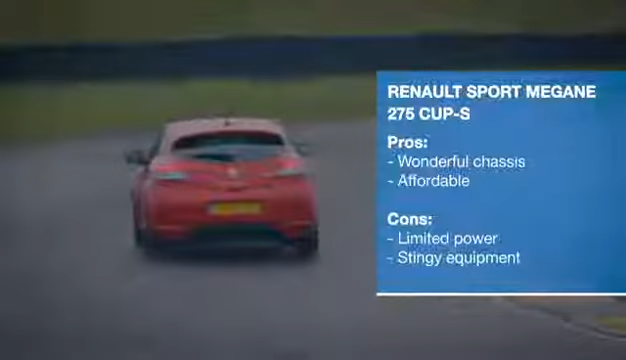 RENAULT SPORT MEGANE
275 CUP-S
Pros:
- Wonderful chassis
- Affordable
Cons:
- Limited power
- Stingy equipment